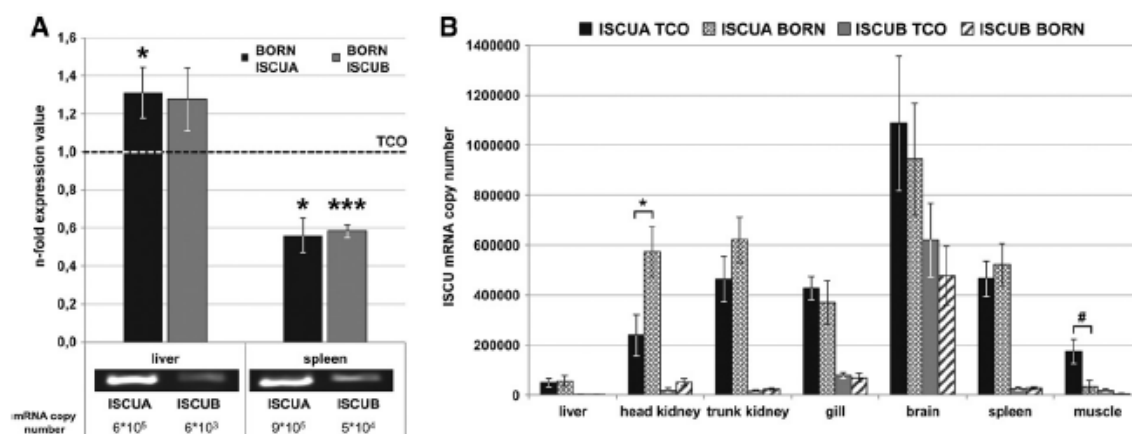 A
1,6
1,4
1,2
1,0
0,8
0,6
0,4
0,2
0,0
n-fold expression value
BORN ISCUA
BORN ISCUB
*
TCO
*
***
liver
spleen
ISCUA ISCUB ISCUA ISCUB
:mRNA copy number
6*10⁵ 6*10³ 9*10⁵ 5*10⁴
B
ISCUA TCO ISCUA BORN ISCUB TCO ISCUB BORN
1400000
1200000
1000000
800000
600000
400000
200000
0
ISCU mRNA copy number
*
#
liver head kidney trunk kidney gill brain spleen muscle